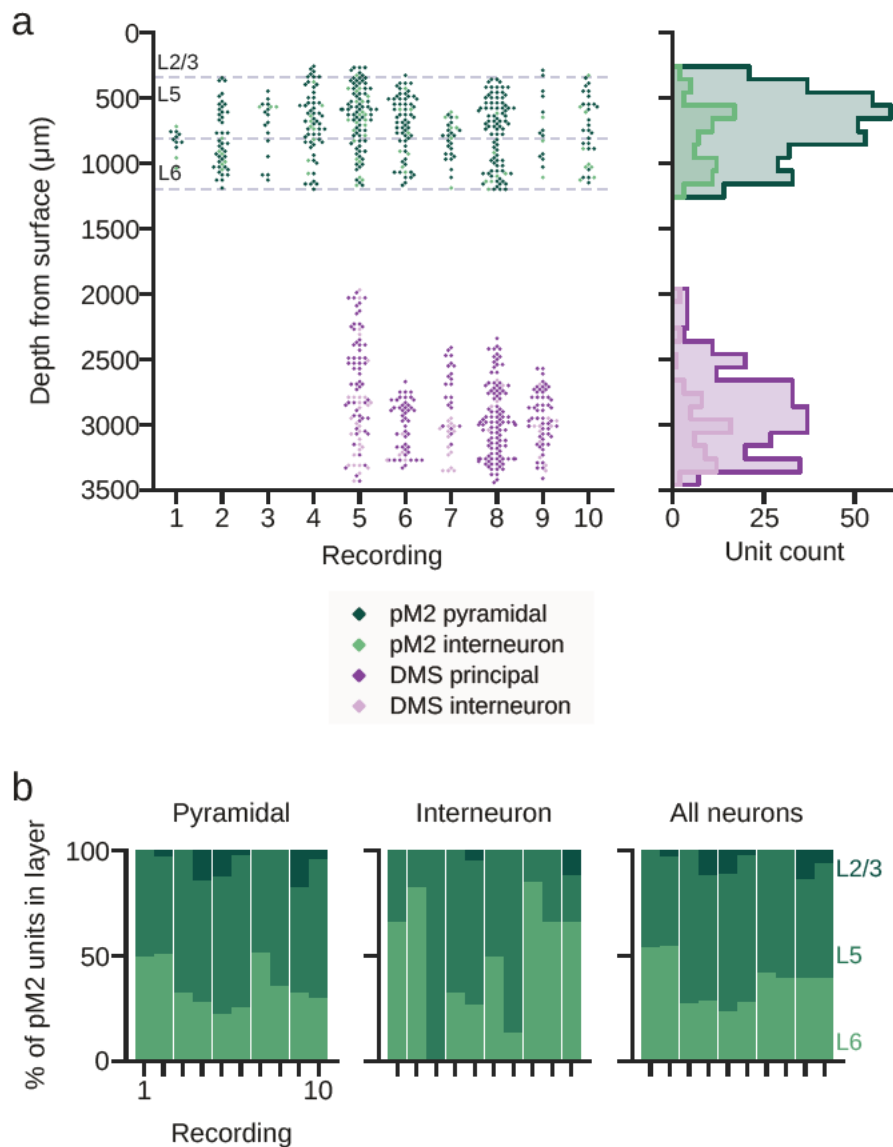 a
0
500
1000
1500
2000
2500
3000
3500
Depth from surface (µm)
L2/3
L5
L6
1 2 3 4 5 6 7 8 9 10
Recording
0 25 50
Unit count
pM2 pyramidal
pM2 interneuron
DMS principal
DMS interneuron
b
Pyramidal Interneuron All neurons
100
50
0
% of pM2 units in layer
1 10
Recording
L2/3
L5
L6